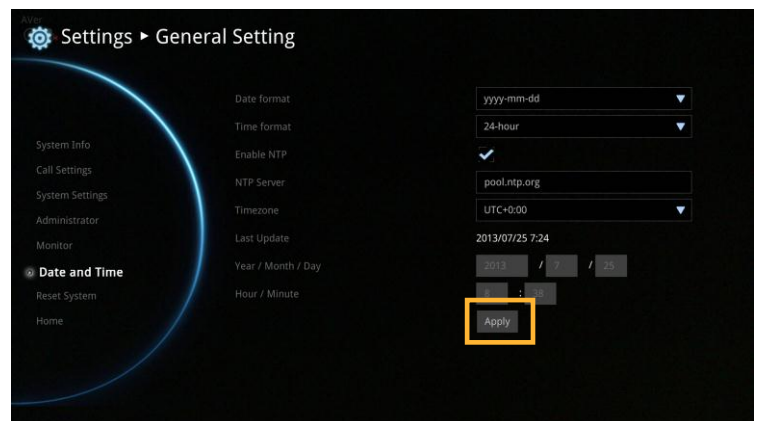 AVer
Settings ▸ General Setting
Date format yyyy-mm-dd
Time format 24-hour
System Info
Enable NTP
Call Settings
NTP Server pool.ntp.org
System Settings
Timezone UTC+0:00
Administrator
Last Update 2013/07/25 7:24
Monitor
Year / Month / Day 2013 / 7 / 25
Date and Time
Hour / Minute 8 : 38
Reset System
Home
Apply